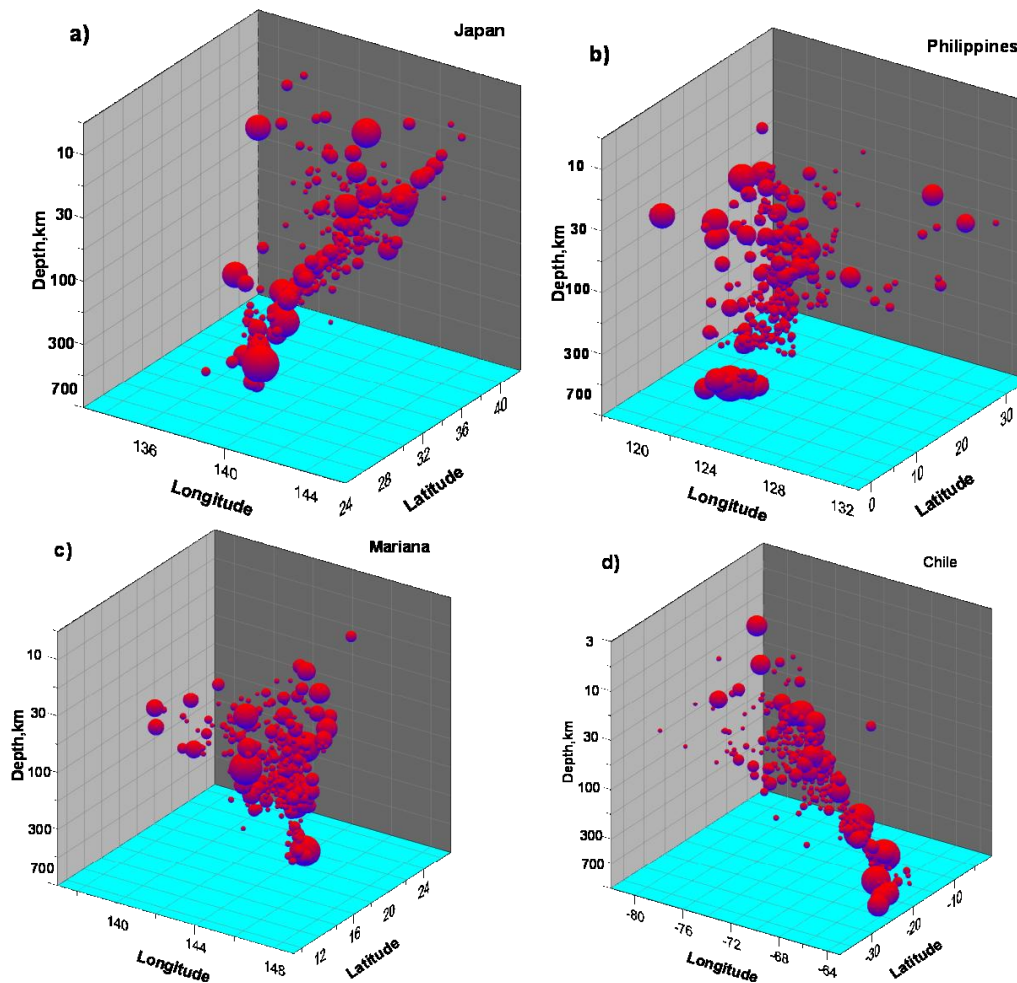 a)
Japan
10
30
100
300
700
Depth,km
136
140
144
Longitude
24
28
32
36
40
Latitude
b)
Philippines
10
30
100
300
700
Depth,km
120
124
128
132
Longitude
0
10
20
30
Latitude
c)
Mariana
10
30
100
300
700
Depth,km
140
144
148
Longitude
12
16
20
24
Latitude
d)
Chile
3
10
30
100
300
700
Depth,km
-80
-76
-72
-68
-64
Longitude
-30
-20
-10
Latitude